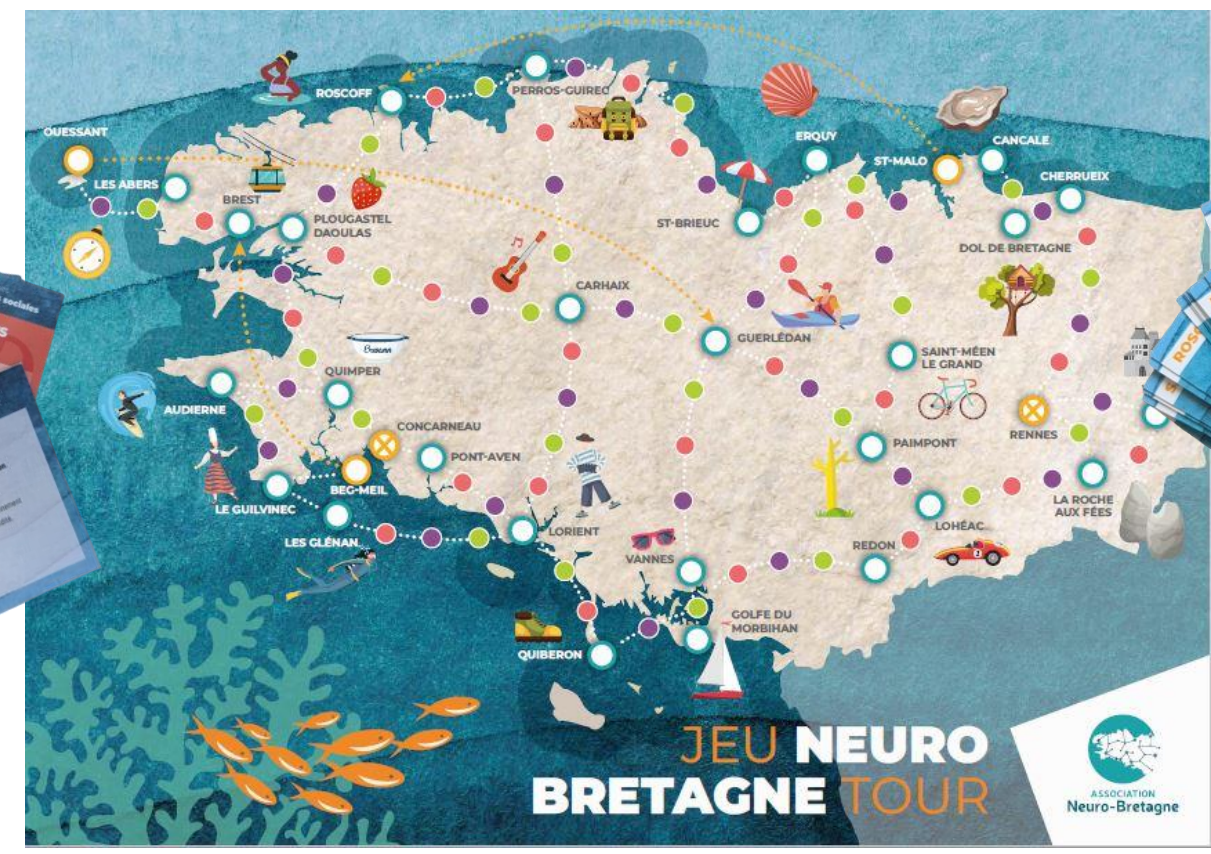 PERROS-GUIREC
ROSCOFF
OUESSANT
LES ABERS
BREST
PLOUGASTEL
DAOULAS
ERQUY
ST-MALO
CANCALE
CHERRUEIX
ST-BRIEUC
DOL DE BRETAGNE
CARHAIX
GUERLÉDAN
SAINT-MÉEN
LE GRAND
QUIMPER
AUDIERNE
CONCARNEAU
PONT-AVEN
BEG-MEIL
LE GUILVINEC
LES GLÉNAN
LORIENT
PAIMPONT
RENNES
LA ROCHE
AUX FÉES
LOHÉAC
REDON
VANNES
GOLFE DU
MORBIHAN
QUIBERON
sociales
ROSC
3
JEU NEURO
BRETAGNE TOUR
ASSOCIATION
Neuro-Bretagne